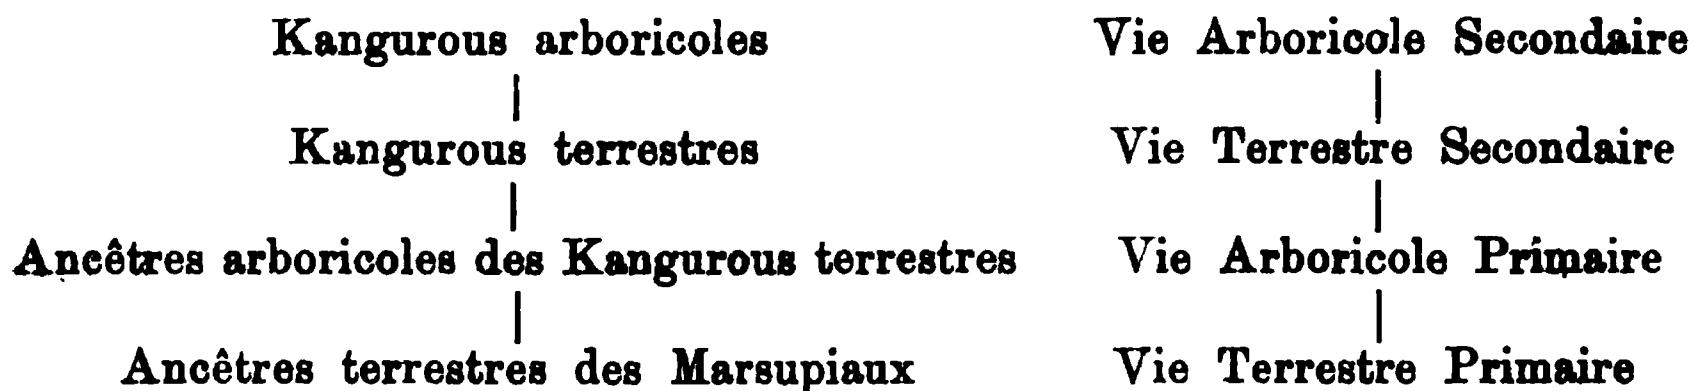 Kangurous arboricoles Vie Arboricole Secondaire
Kangurous terrestres Vie Terrestre Secondaire
Ancêtres arboricoles des Kangurous terrestres Vie Arboricole Primaire
Ancêtres terrestres des Marsupiaux Vie Terrestre Primaire